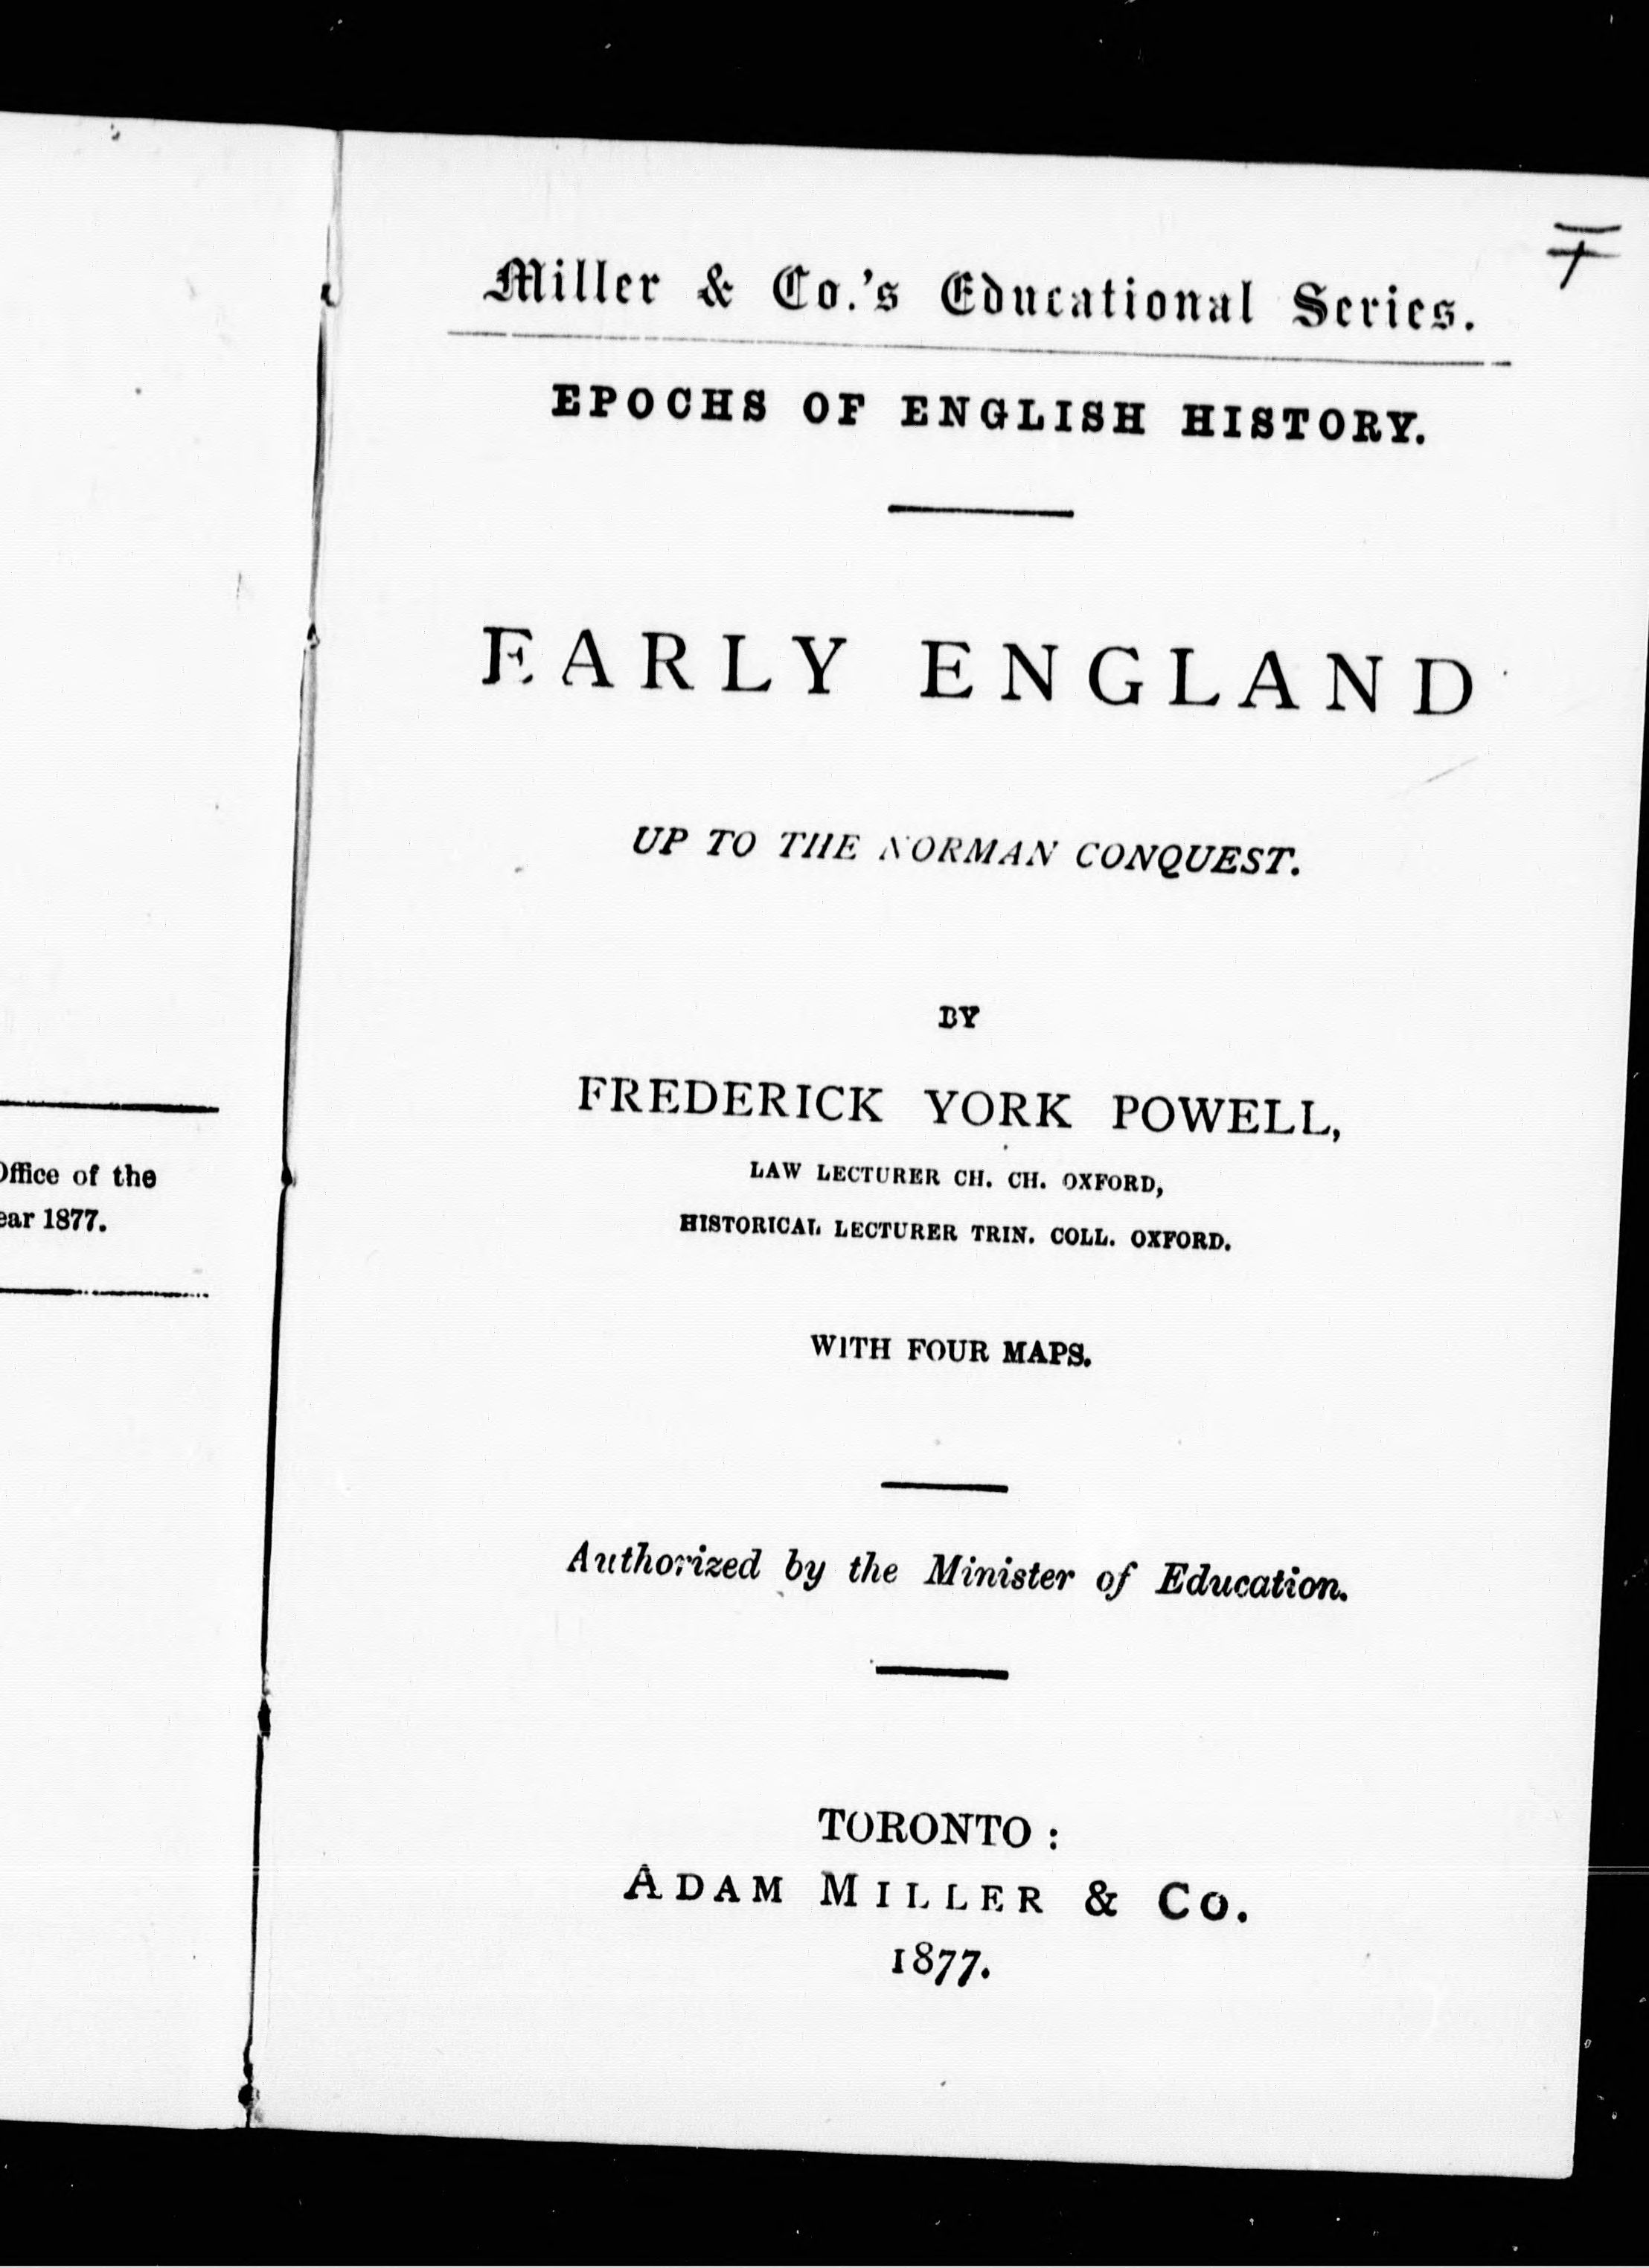 Office of the
ear 1877.
Miller & Co.'s Educational Series.
EPOCHS OF ENGLISH HISTORY.
EARLY ENGLAND
UP TO THE NORMAN CONQUEST.
BY
FREDERICK YORK POWELL,
LAW LECTURER CH. CH. OXFORD,
HISTORICAL LECTURER TRIN. COLL. OXFORD.
WITH FOUR MAPS.
Authorized by the Minister of Education.
TORONTO:
ADAM MILLER & CO.
1877.